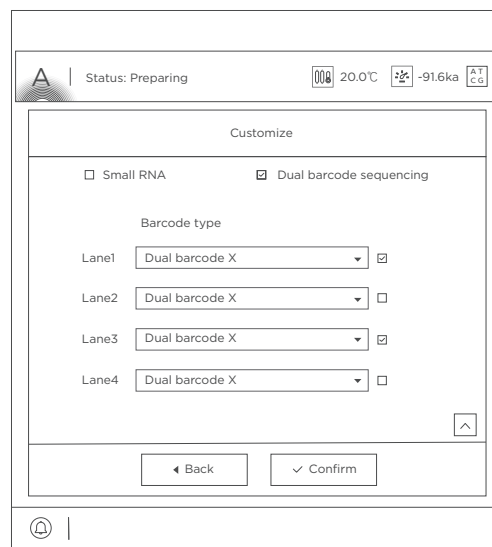 A Status: Preparing 20.0℃ -91.6ka A T C G
Customize
Small RNA Dual barcode sequencing
Barcode type
Lane1 Dual barcode X
Lane2 Dual barcode X
Lane3 Dual barcode X
Lane4 Dual barcode X
Back Confirm